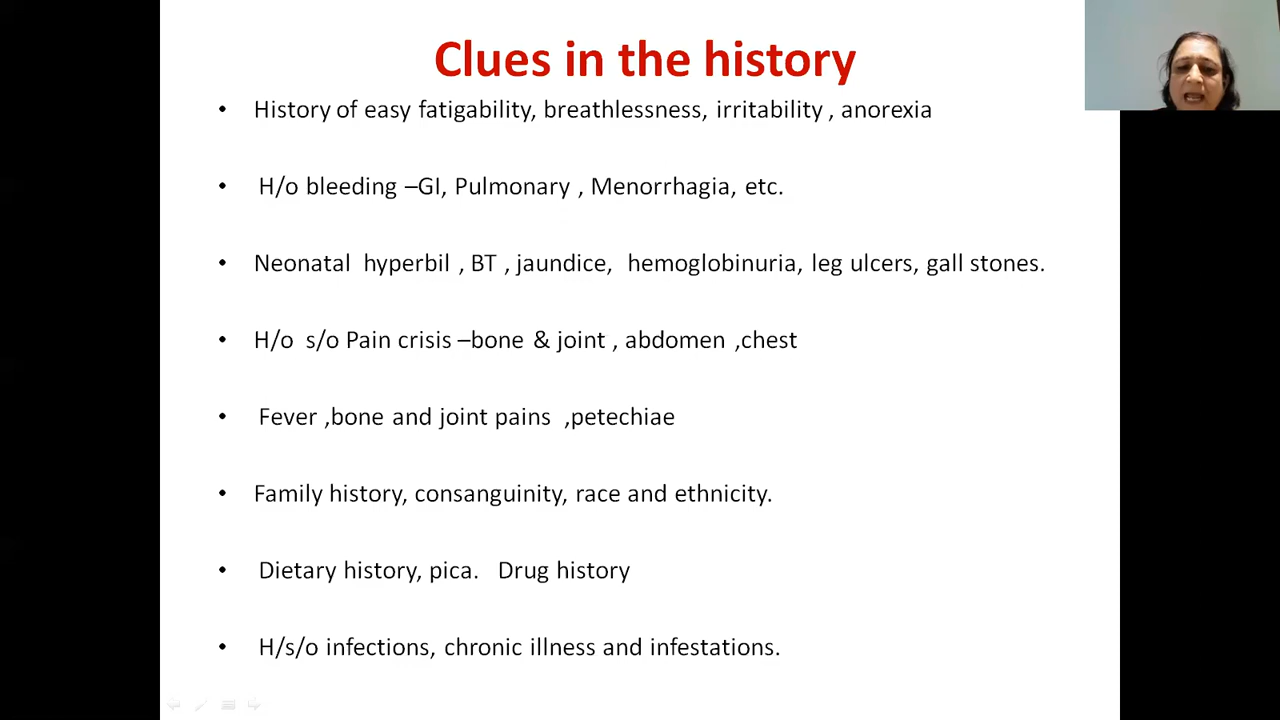 Clues in the history
• History of easy fatigability, breathlessness, irritability , anorexia
• H/o bleeding –GI, Pulmonary , Menorrhagia, etc.
• Neonatal hyperbil , BT , jaundice, hemoglobinuria, leg ulcers, gall stones.
• H/o s/o Pain crisis –bone & joint , abdomen ,chest
• Fever ,bone and joint pains ,petechiae
• Family history, consanguinity, race and ethnicity.
• Dietary history, pica. Drug history
• H/s/o infections, chronic illness and infestations.